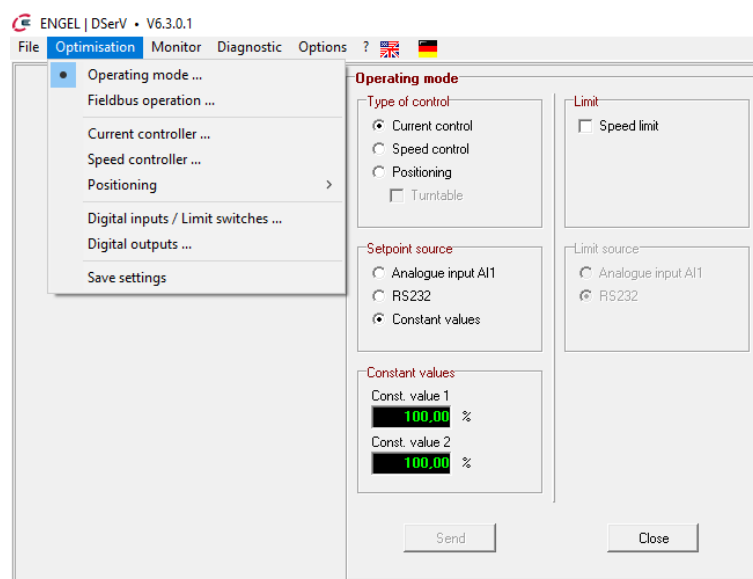 ENGEL | DSerV • V6.3.0.1
File Optimisation Monitor Diagnostic Options ?
Operating mode ...
Fieldbus operation ...
Current controller ...
Speed controller ...
Positioning
Digital inputs / Limit switches ...
Digital outputs ...
Save settings
Operating mode
Type of control
Current control
Speed control
Positioning
Turntable
Limit
Speed limit
Setpoint source
Analogue input AI1
RS232
Constant values
Limit source
Analogue input AI1
RS232
Constant values
Const. value 1
100,00 %
Const. value 2
100,00 %
Send
Close